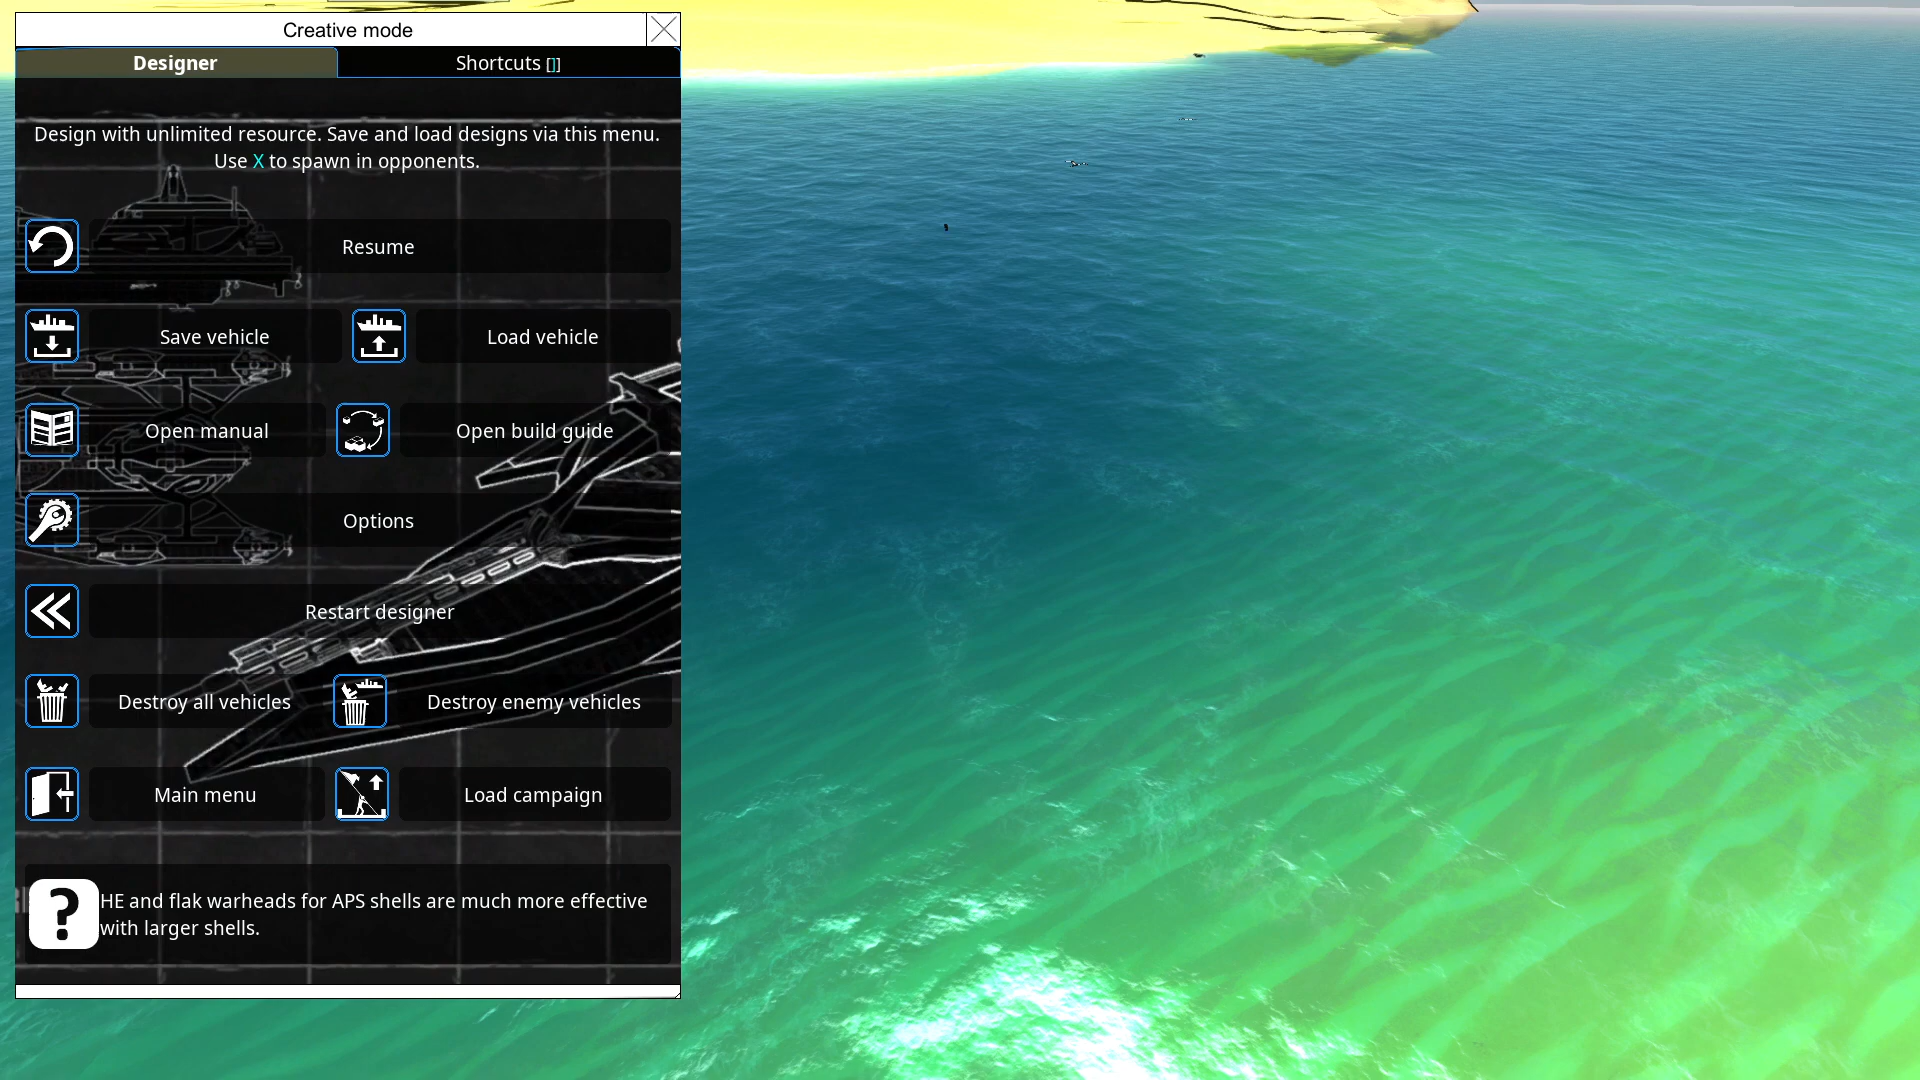 Creative mode
Designer
Shortcuts []]
Design with unlimited resource. Save and load designs via this menu.
Use X to spawn in opponents.
Resume
Save vehicle
Load vehicle
Open manual
Open build guide
Options
Restart designer
Destroy all vehicles
Destroy enemy vehicles
Main menu
Load campaign
?
HE and flak warheads for APS shells are much more effective
with larger shells.